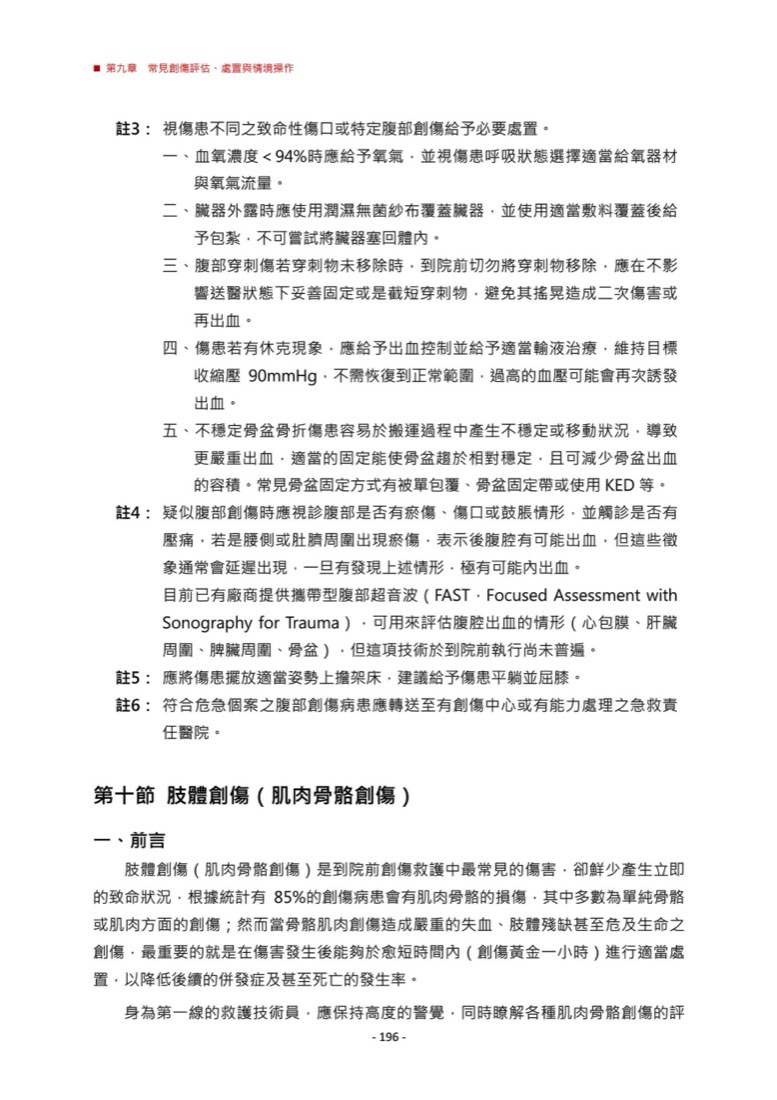 ■ 第九章　常見創傷評估、處置與情境操作
註3： 視傷患不同之致命性傷口或特定腹部創傷給予必要處置。
一、血氧濃度＜94%時應給予氧氣，並視傷患呼吸狀態選擇適當給氧器材
與氧氣流量。
二、臟器外露時應使用潤濕無菌紗布覆蓋臟器，並使用適當敷料覆蓋後給
予包紮，不可嘗試將臟器塞回體內。
三、腹部穿刺傷若穿刺物未移除時，到院前切勿將穿刺物移除，應在不影
響送醫狀態下妥善固定或是截短穿刺物，避免其搖晃造成二次傷害或
再出血。
四、傷患若有休克現象，應給予出血控制並給予適當輸液治療，維持目標
收縮壓 90mmHg，不需恢復到正常範圍，過高的血壓可能會再次誘發
出血。
五、不穩定骨盆骨折傷患容易於搬運過程中產生不穩定或移動狀況，導致
更嚴重出血，適當的固定能使骨盆趨於相對穩定，且可減少骨盆出血
的容積。常見骨盆固定方式有被單包覆、骨盆固定帶或使用 KED 等。
註4： 疑似腹部創傷時應視診腹部是否有瘀傷、傷口或鼓脹情形，並觸診是否有
壓痛，若是腰側或肚臍周圍出現瘀傷，表示後腹腔有可能出血，但這些徵
象通常會延遲出現，一旦有發現上述情形，極有可能內出血。
目前已有廠商提供攜帶型腹部超音波（FAST，Focused Assessment with
Sonography for Trauma），可用來評估腹腔出血的情形（心包膜、肝臟
周圍、脾臟周圍、骨盆），但這項技術於到院前執行尚未普遍。
註5： 應將傷患擺放適當姿勢上擔架床，建議給予傷患平躺並屈膝。
註6： 符合危急個案之腹部創傷病患應轉送至有創傷中心或有能力處理之急救責
任醫院。
第十節 肢體創傷（肌肉骨骼創傷）
一、前言
肢體創傷（肌肉骨骼創傷）是到院前創傷救護中最常見的傷害，卻鮮少產生立即
的致命狀況，根據統計有 85%的創傷病患會有肌肉骨骼的損傷，其中多數為單純骨骼
或肌肉方面的創傷；然而當骨骼肌肉創傷造成嚴重的失血、肢體殘缺甚至危及生命之
創傷，最重要的就是在傷害發生後能夠於愈短時間內（創傷黃金一小時）進行適當處
置，以降低後續的併發症及甚至死亡的發生率。
身為第一線的救護技術員，應保持高度的警覺，同時瞭解各種肌肉骨骼創傷的評
- 196 -